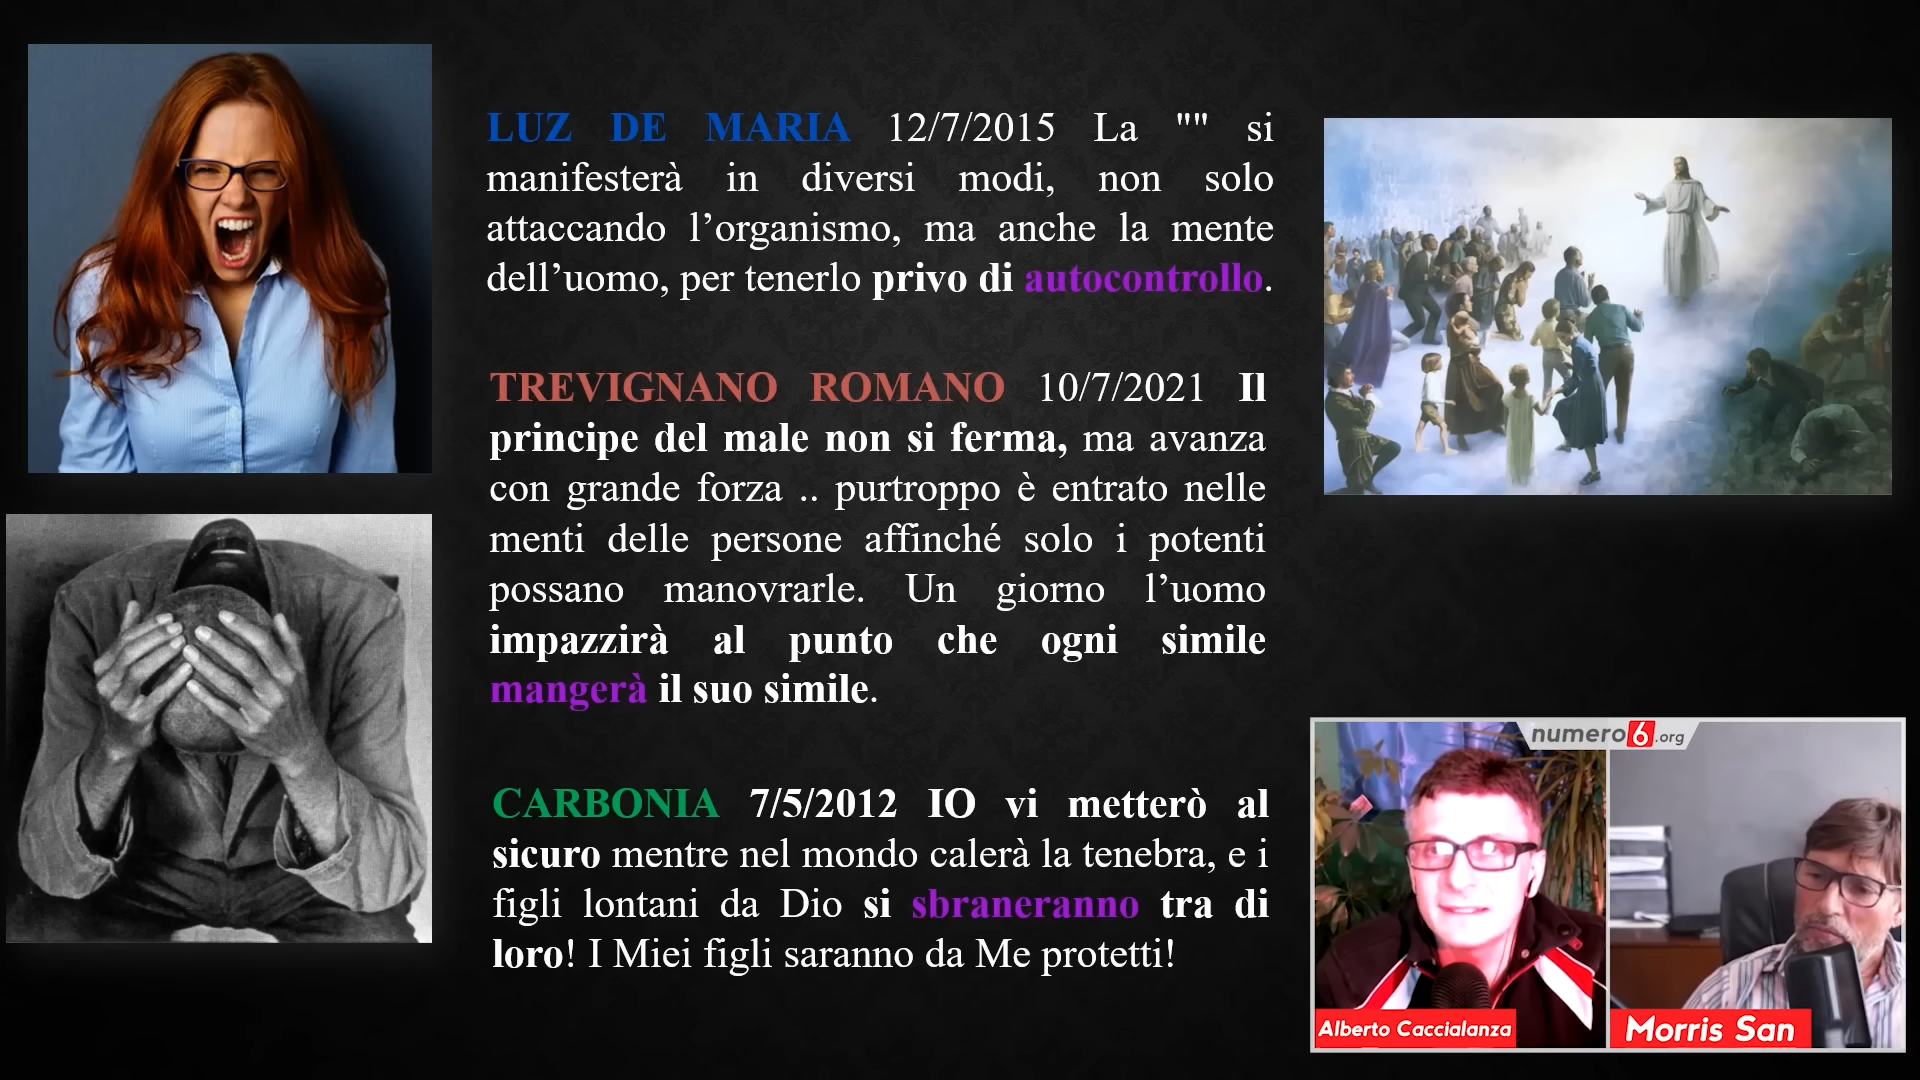 LUZ DE MARIA 12/7/2015 La "" si
manifesterà in diversi modi, non solo
attaccando l’organismo, ma anche la mente
dell’uomo, per tenerlo privo di autocontrollo.
TREVIGNANO ROMANO 10/7/2021 Il
principe del male non si ferma, ma avanza
con grande forza .. purtroppo è entrato nelle
menti delle persone affinché solo i potenti
possano manovrarle. Un giorno l’uomo
impazzirà al punto che ogni simile
mangerà il suo simile.
CARBONIA 7/5/2012 IO vi metterò al
sicuro mentre nel mondo calerà la tenebra, e i
figli lontani da Dio si sbraneranno tra di
loro! I Miei figli saranno da Me protetti!
numero6.org
Alberto Caccialanza
Morris San